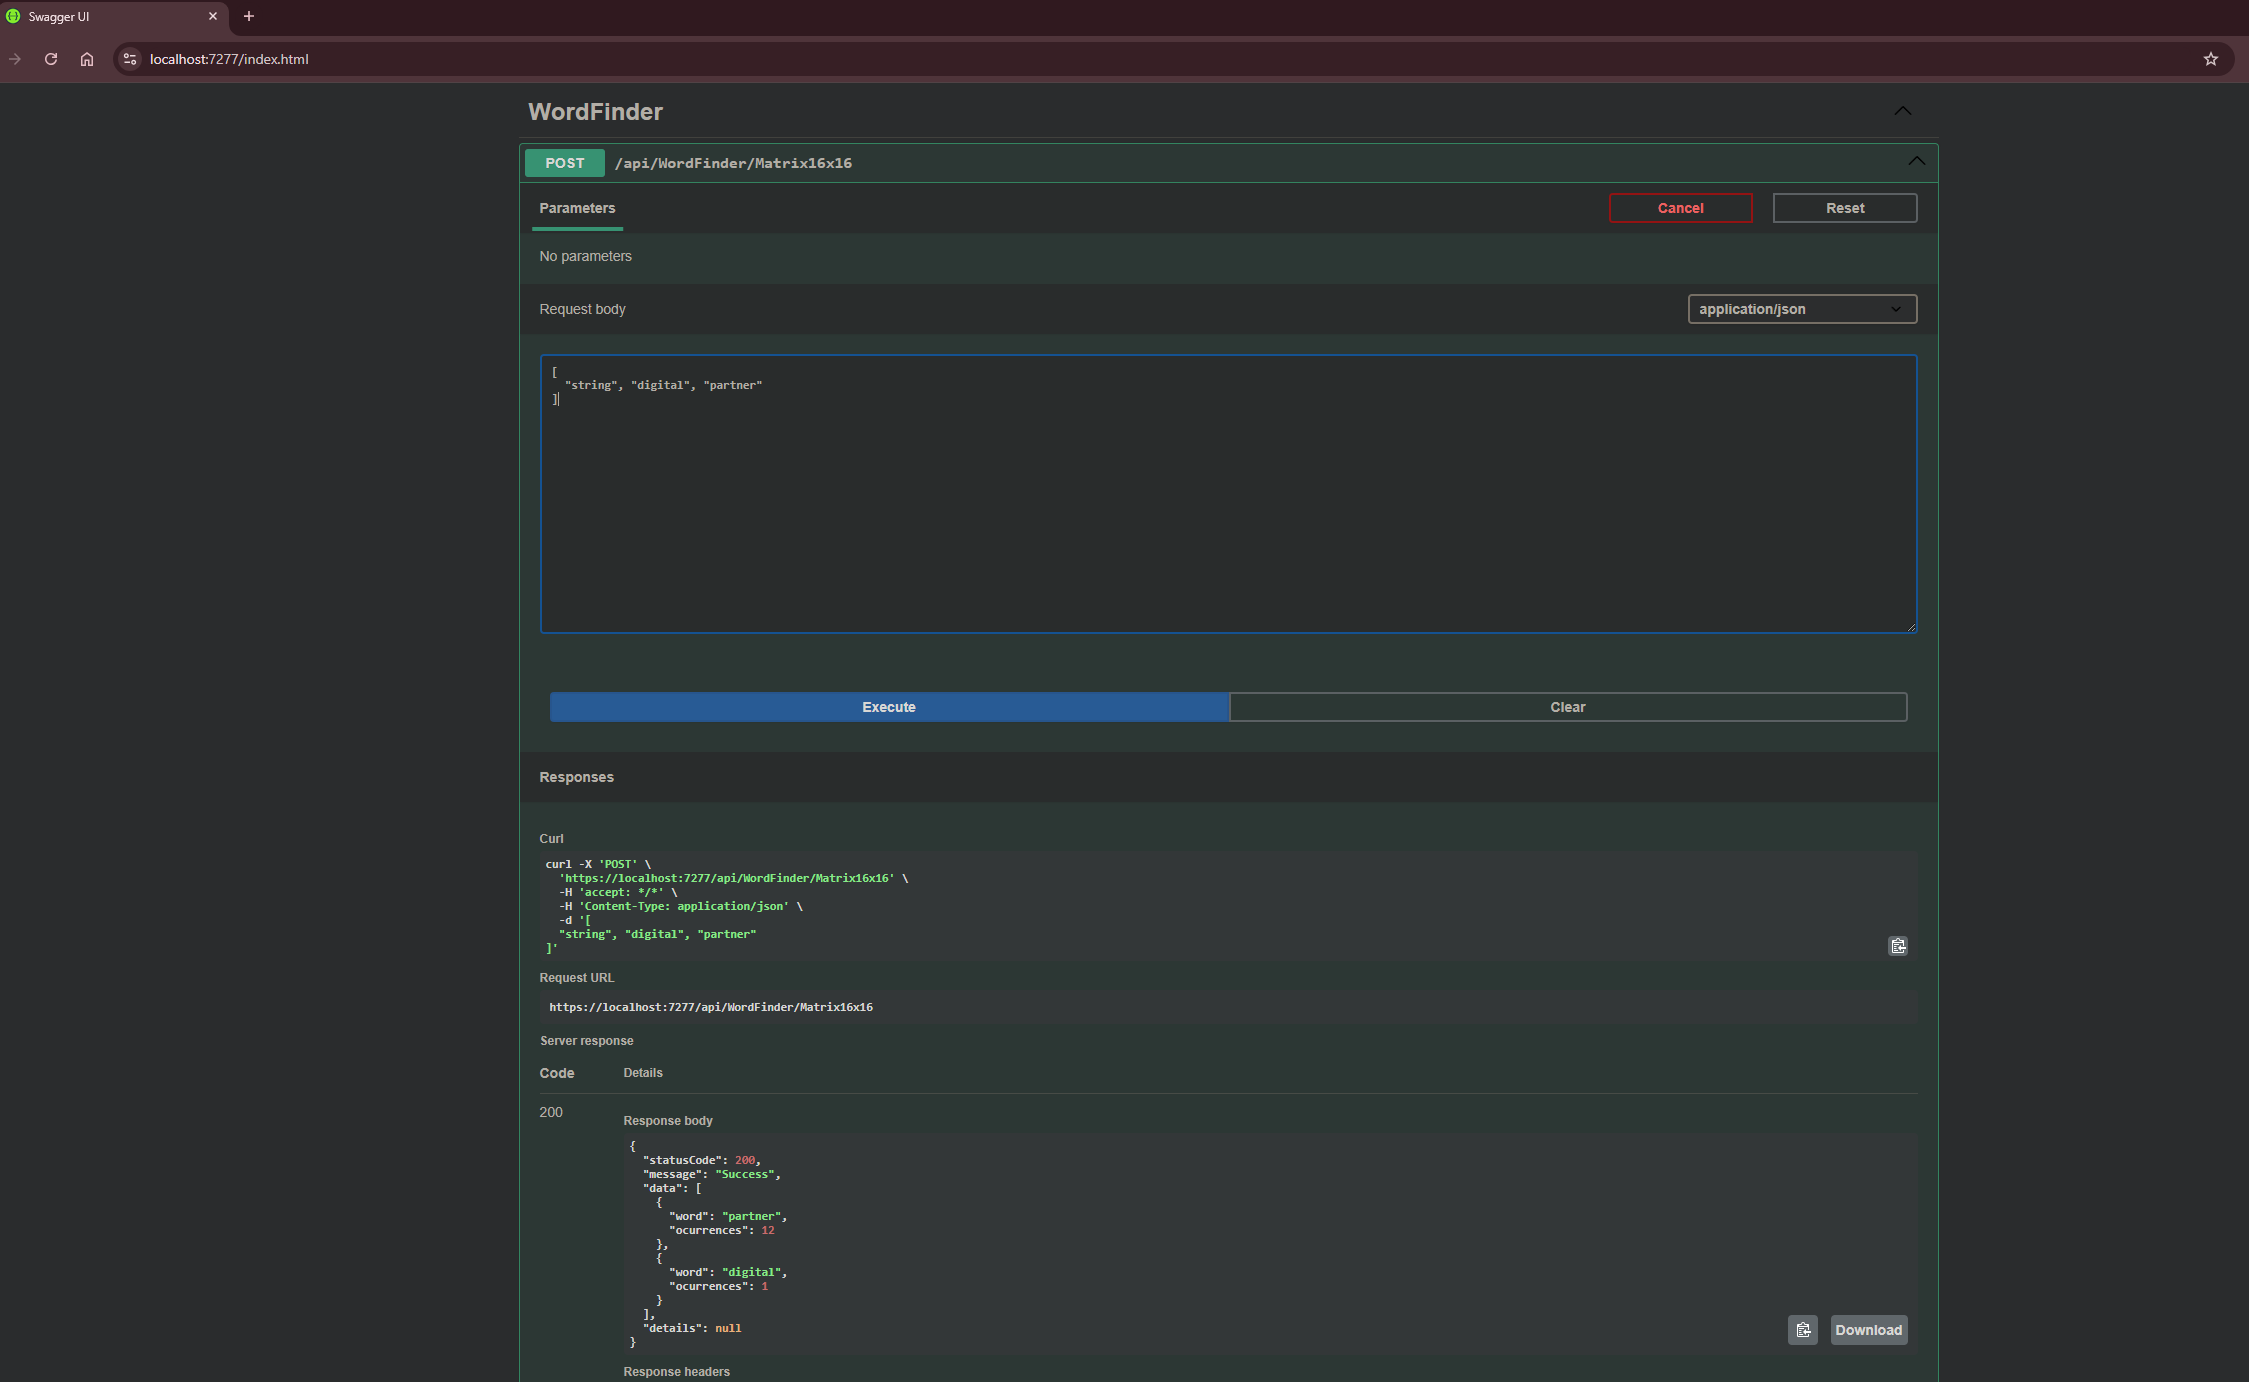 Swagger UI
localhost:7277/index.html
WordFinder
POST /api/WordFinder/Matrix16x16
Parameters
Cancel
Reset
No parameters
Request body
application/json
[
  "string", "digital", "partner"
]
Execute
Clear
Responses
Curl
curl -X 'POST' \
  'https://localhost:7277/api/WordFinder/Matrix16x16' \
  -H 'accept: */*' \
  -H 'Content-Type: application/json' \
  -d '[
  "string", "digital", "partner"
]'
Request URL
https://localhost:7277/api/WordFinder/Matrix16x16
Server response
Code Details
200
Response body
{
  "statusCode": 200,
  "message": "Success",
  "data": [
    {
      "word": "partner",
      "ocurrences": 12
    },
    {
      "word": "digital",
      "ocurrences": 1
    }
  ],
  "details": null
}
Download
Response headers